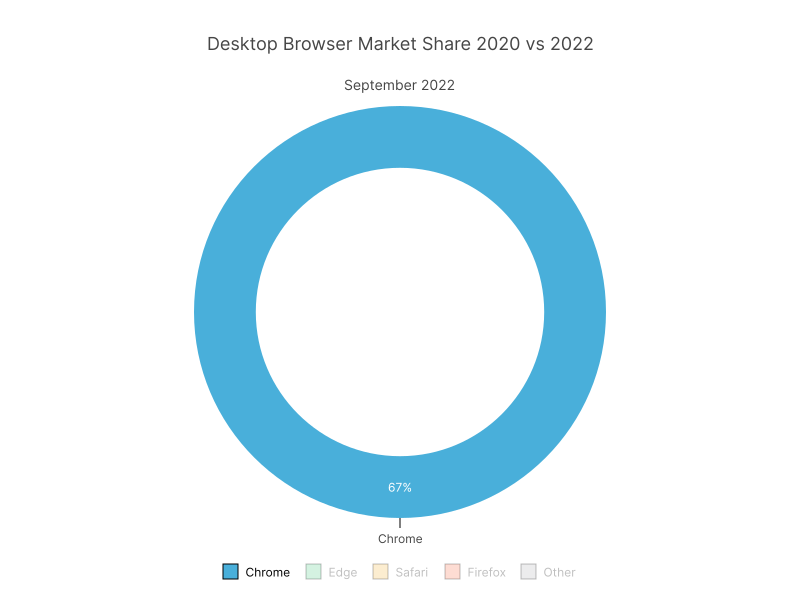 Desktop Browser Market Share 2020 vs 2022
September 2022
67%
Chrome
Chrome Edge Safari Firefox Other